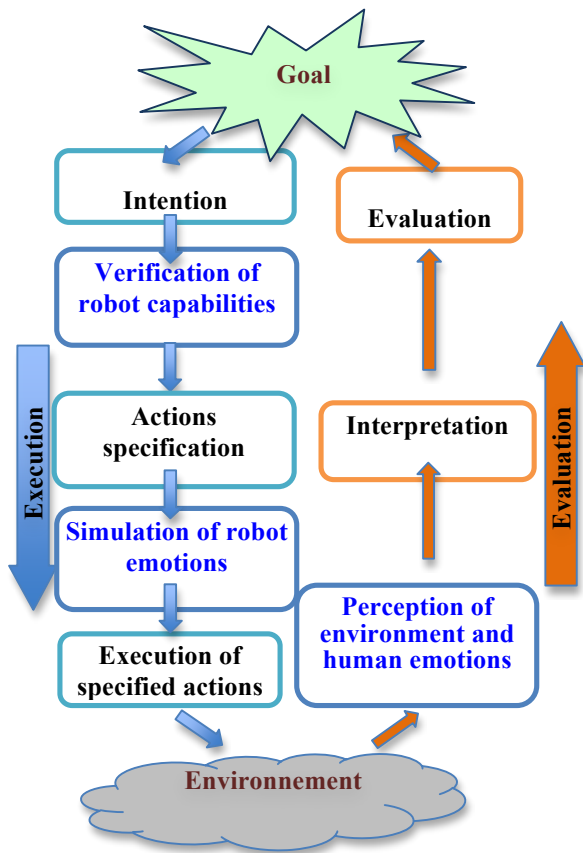 Goal
Intention
Verification of
robot capabilities
Actions
specification
Simulation of robot
emotions
Execution of
specified actions
Execution
Environnement
Perception of
environment and
human emotions
Interpretation
Evaluation
Evaluation